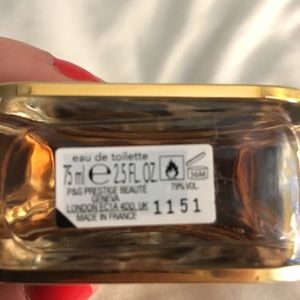 eau de toilette
75 ml e 2.5 FL. OZ.
36M
P&G PRESTIGE BEAUTE
79% VOL.
GENEVA
LONDON EC1A 4DD, UK
MADE IN FRANCE
1151